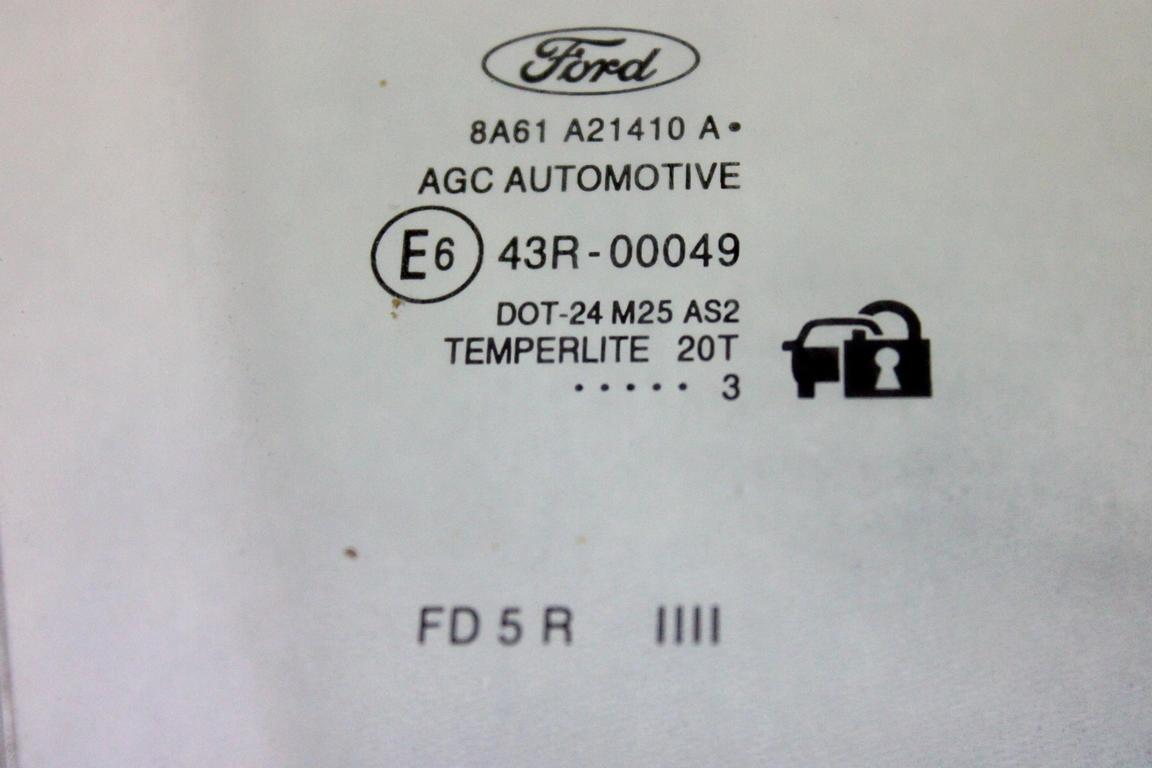 Ford
8A61 A21410 A•
AGC AUTOMOTIVE
E6 43R-00049
DOT-24 M25 AS2
TEMPERLITE 20T
· · · · · 3
FD 5 R IIII